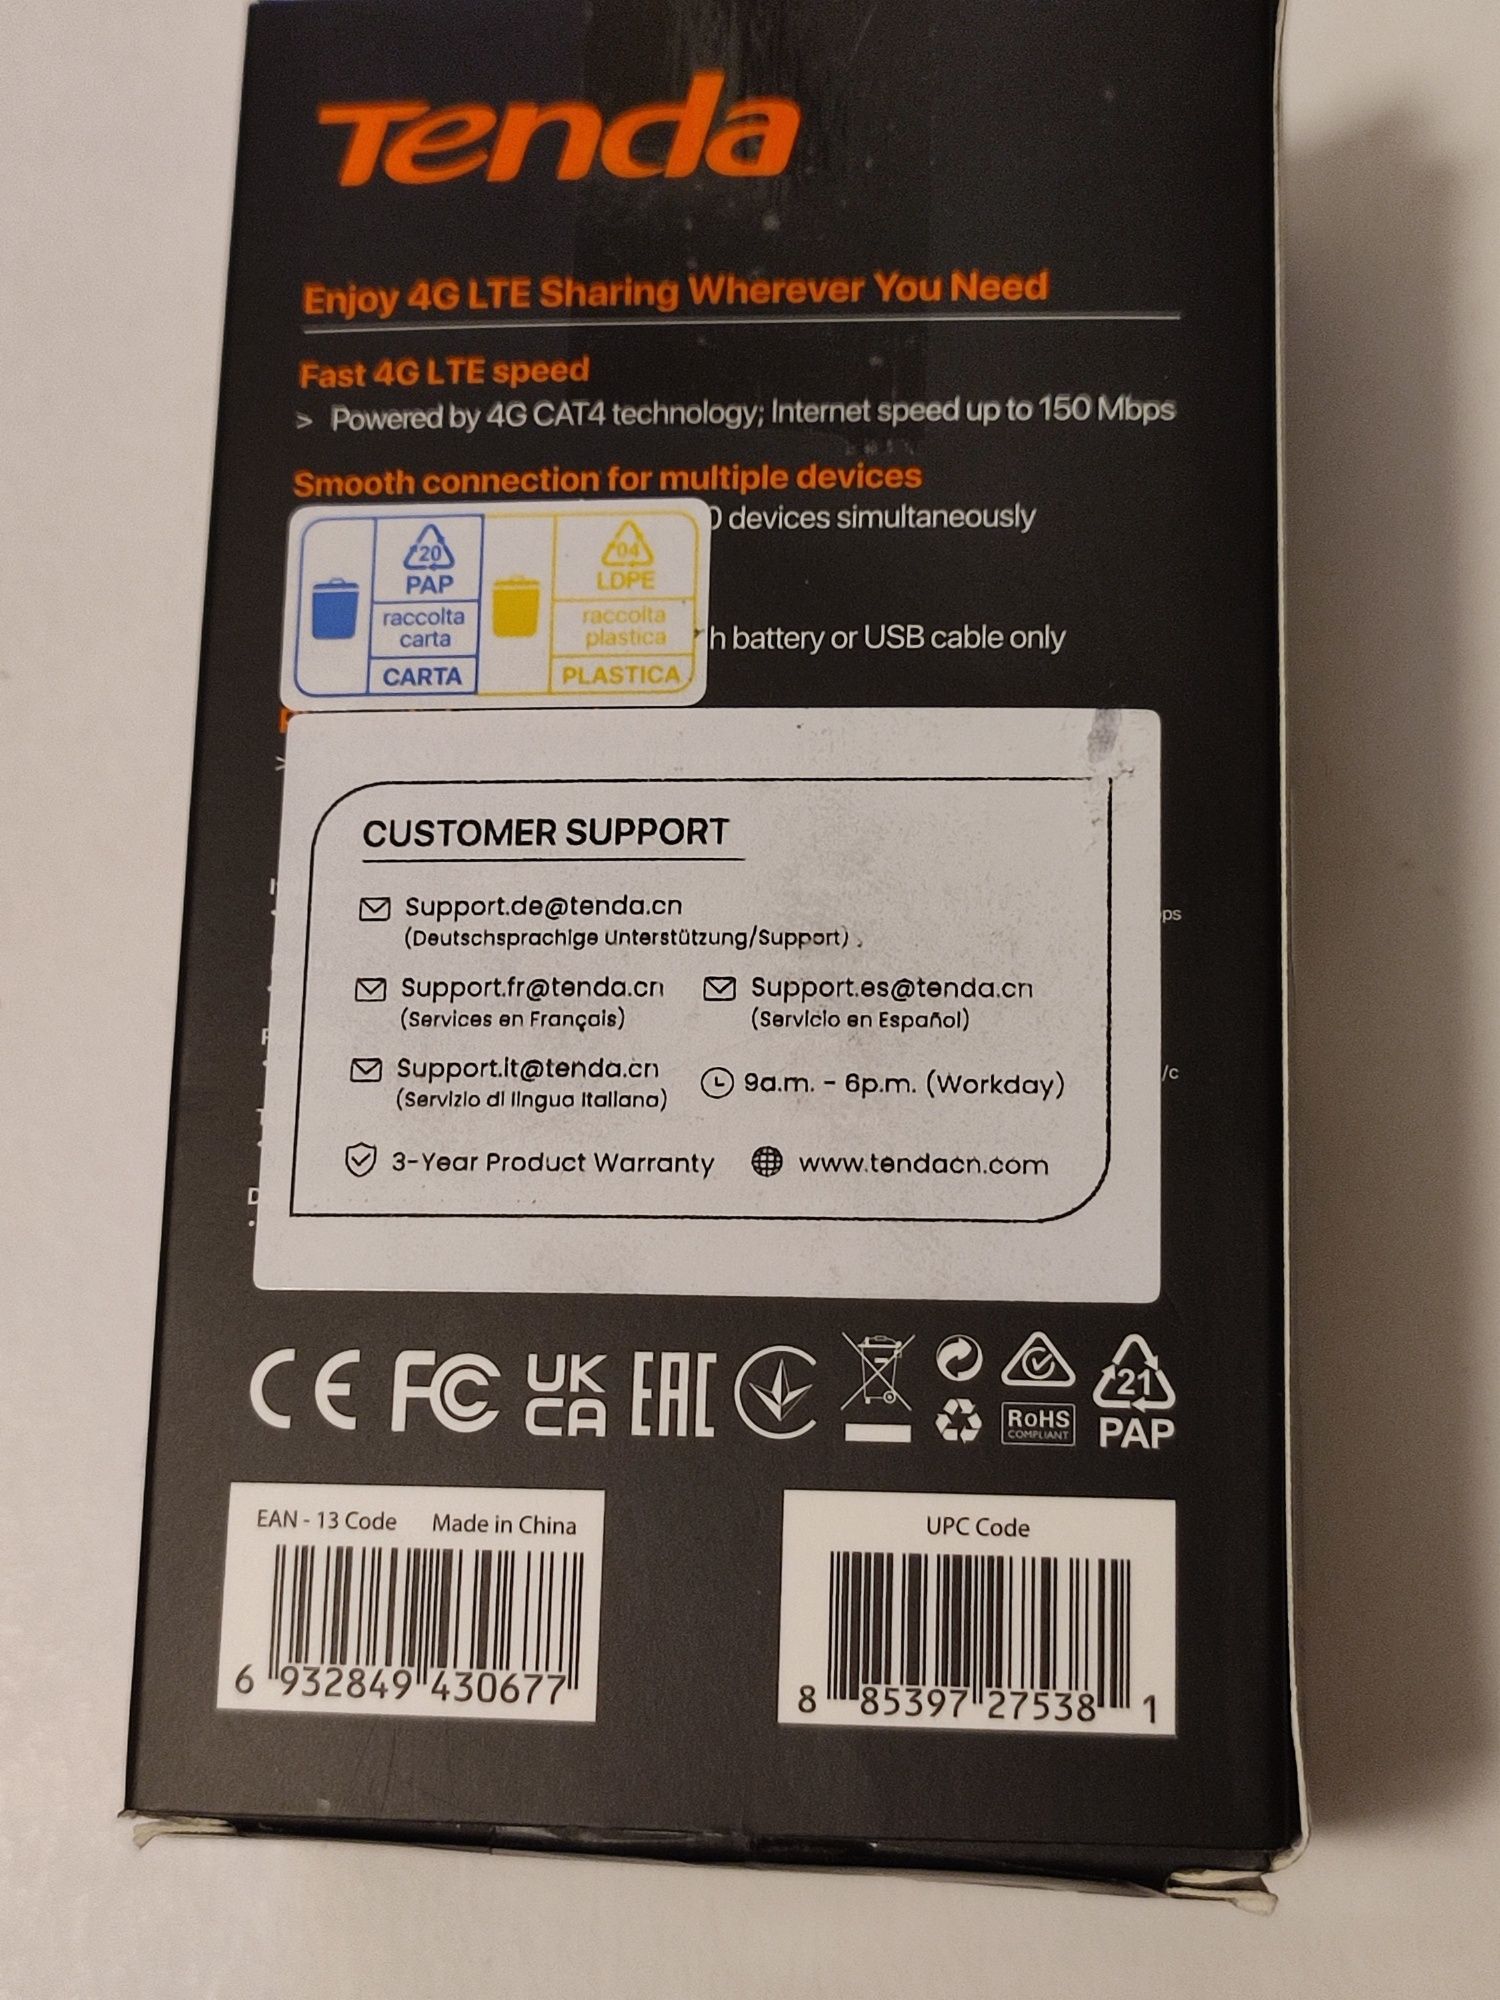 Tenda
Enjoy 4G LTE Sharing Wherever You Need
Fast 4G LTE speed
> Powered by 4G CAT4 technology; Internet speed up to 150 Mbps
Smooth connection for multiple devices
devices simultaneously
battery or USB cable only
20
PAP
raccolta
carta
CARTA
04
LDPE
raccolta
plastica
PLASTICA
CUSTOMER SUPPORT
Support.de@tenda.cn
(Deutschsprachige Unterstützung/Support)
Support.fr@tenda.cn
(Services en Français)
Support.es@tenda.cn
(Servicio en Español)
Support.it@tenda.cn
(Servizio di lingua Italiana)
9a.m. - 6p.m. (Workday)
3-Year Product Warranty
www.tendacn.com
CE FC UK
CA EAC
RoHS
COMPLIANT
21
PAP
EAN - 13 Code Made in China
6 932849 430677
UPC Code
8 85397 27538 1